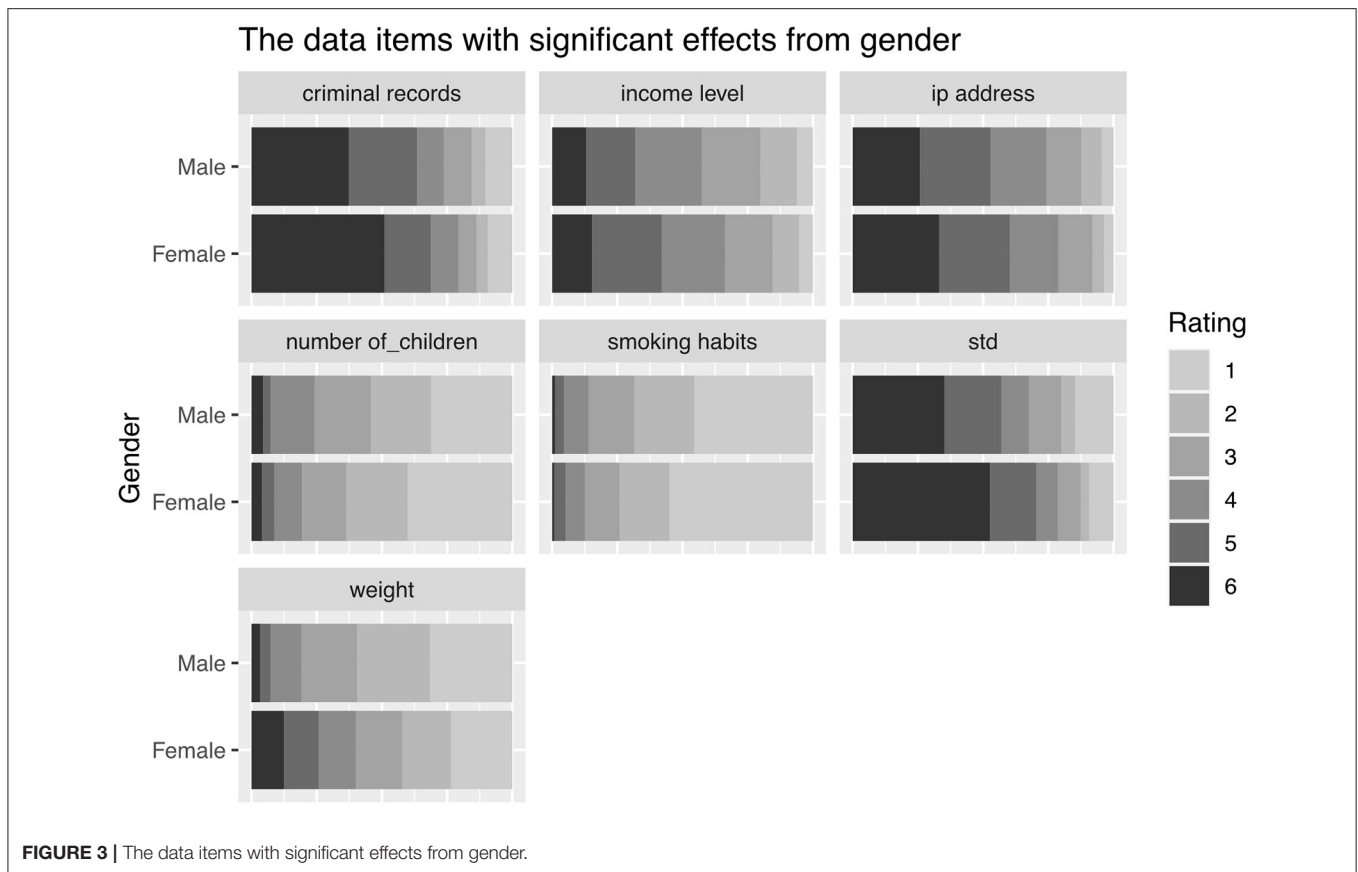 The data items with significant effects from gender
criminal records
income level
ip address
Male
Female
number of_children
smoking habits
std
Male
Female
weight
Male
Female
Gender
Rating
1
2
3
4
5
6
FIGURE 3 | The data items with significant effects from gender.